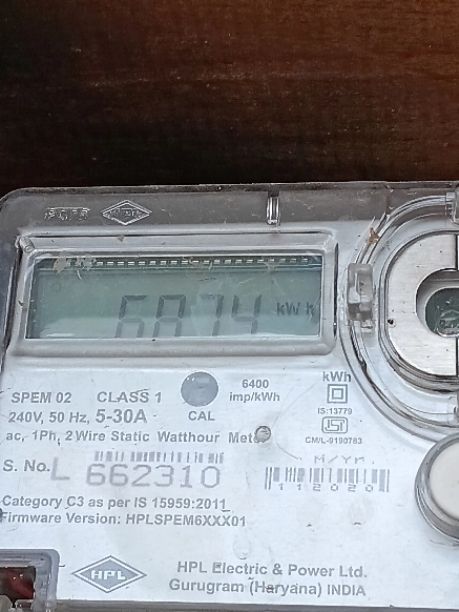 6874 kWh
SPEM 02 CLASS 1 6400 imp/kWh kWh
240V, 50 Hz, 5-30A CAL IS:13779
ac, 1Ph, 2 Wire Static Watthour Meter CM/L-9190783
S. No. L 662310 M/YR.
112020
Category C3 as per IS 15959:2011
Firmware Version: HPLSPEM6XXX01
HPL HPL Electric & Power Ltd.
Gurugram (Haryana) INDIA